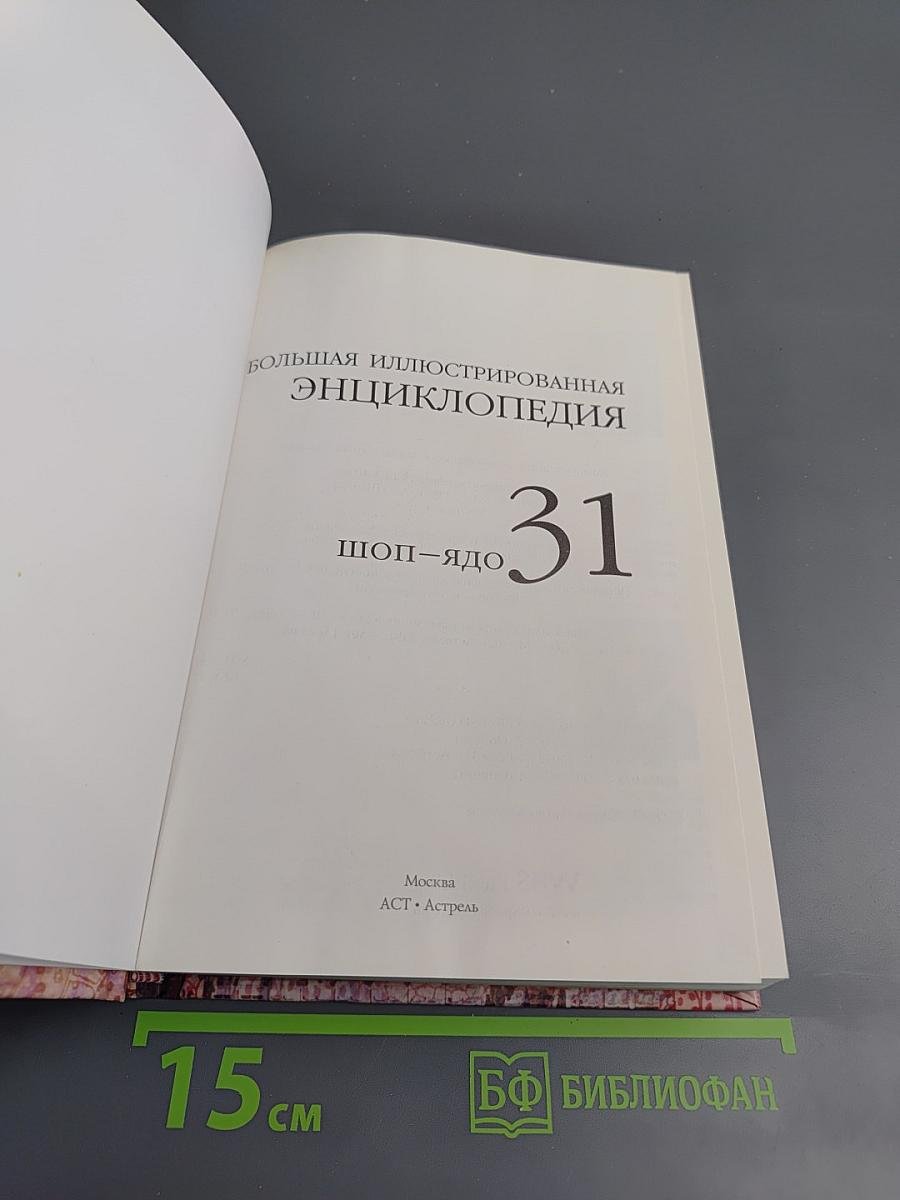 БОЛЬШАЯ ИЛЛЮСТРИРОВАННАЯ
ЭНЦИКЛОПЕДИЯ
ШОП–ЯДО 31
Москва
АСТ • Астрель
15 см
БФ БИБЛИОФАН